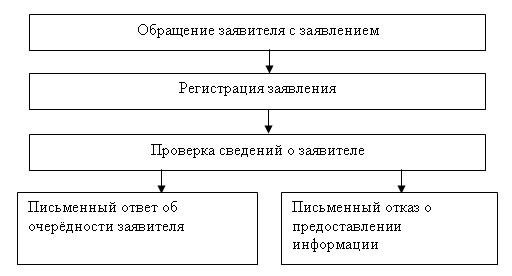 Обращение заявителя с заявлением
Регистрация заявления
Проверка сведений о заявителе
Письменный ответ об
очерёдности заявителя
Письменный отказ о
предоставлении
информации